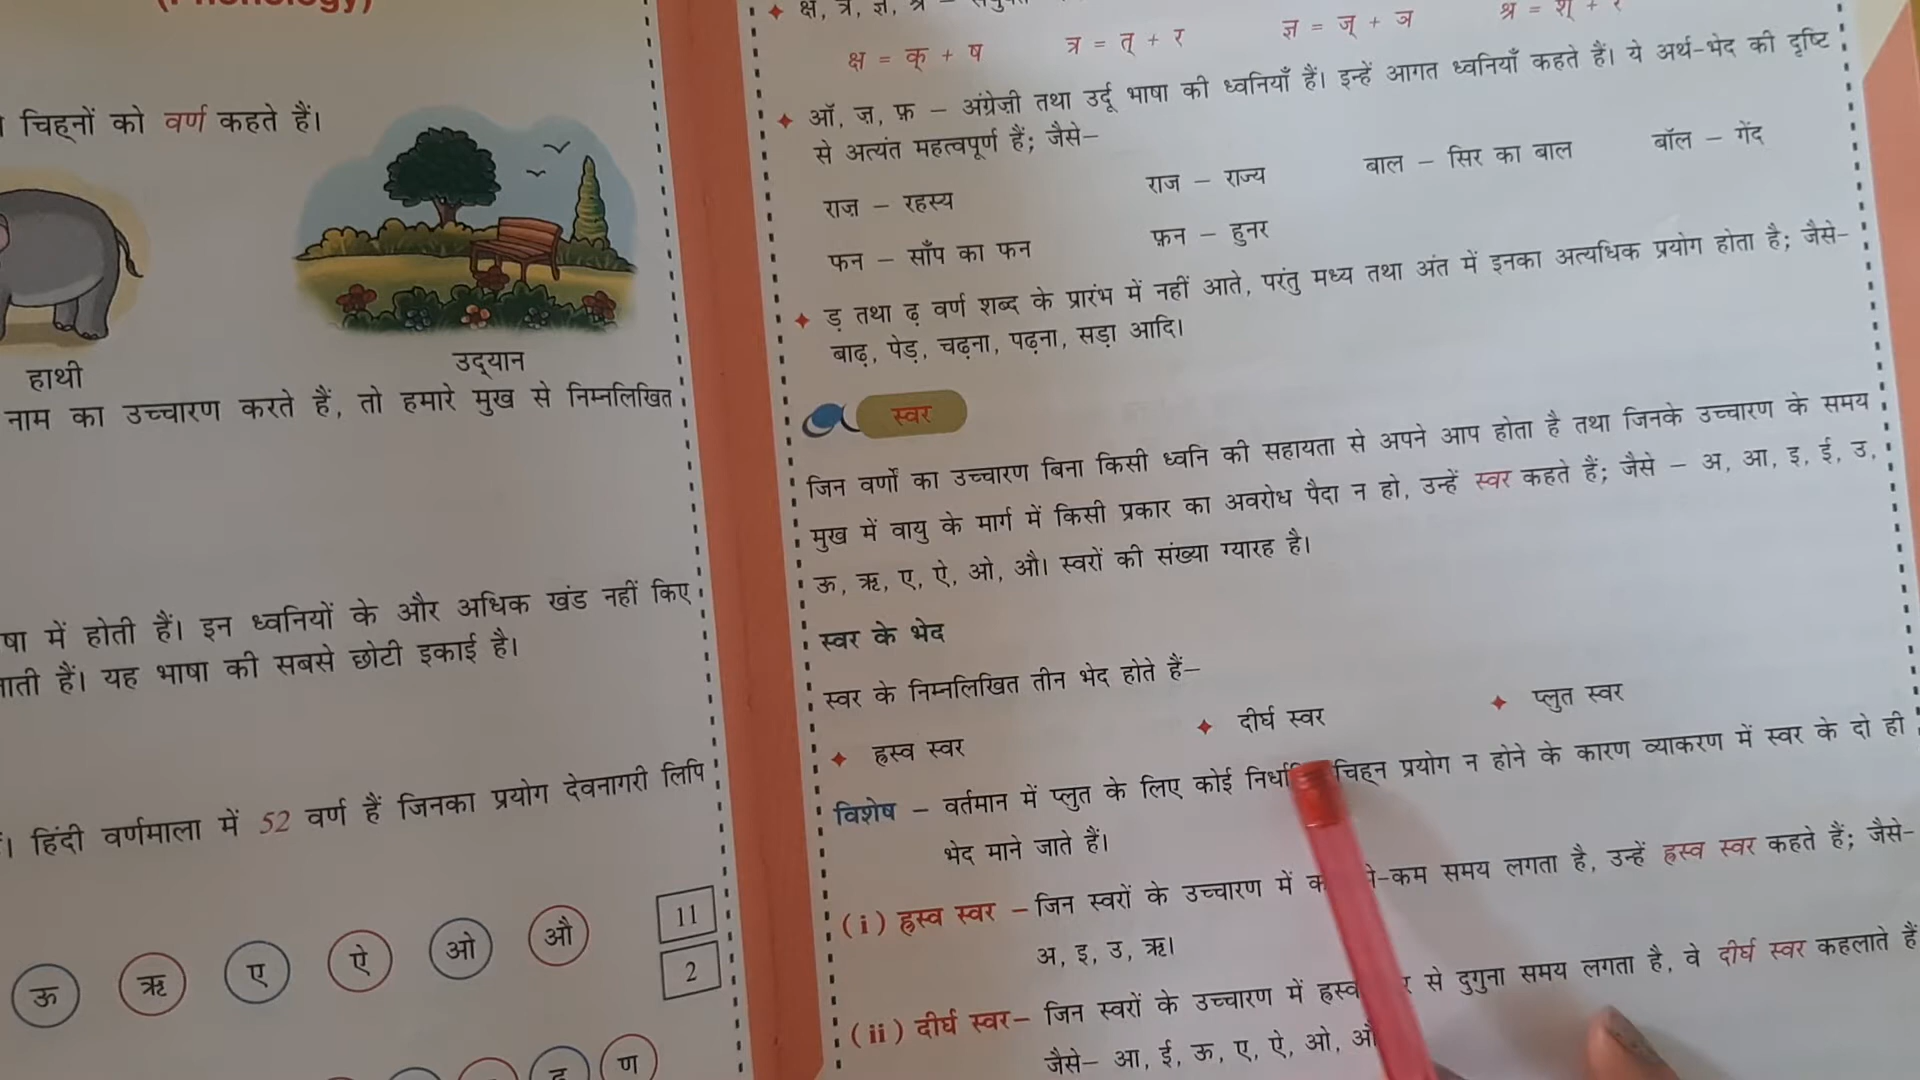 (Phonology)
चिह्नों को वर्ण कहते हैं।
हाथी
उद्यान
नाम का उच्चारण करते हैं, तो हमारे मुख से निम्नलिखित
में होती हैं। इन ध्वनियों के और अधिक खंड नहीं किए
हैं। यह भाषा की सबसे छोटी इकाई है।
हिंदी वर्णमाला में 52 वर्ण हैं जिनका प्रयोग देवनागरी लिपि
ऊ ऋ ए ऐ ओ औ 11
2
ण
क्ष, त्र, ज्ञ, श्र –
क्ष = क् + ष त्र = त् + र ज्ञ = ज् + ञ श्र = श् + र
ऑ, ज़, फ़ – अंग्रेज़ी तथा उर्दू भाषा की ध्वनियाँ हैं। इन्हें आगत ध्वनियाँ कहते हैं। ये अर्थ-भेद की दृष्टि
से अत्यंत महत्वपूर्ण हैं; जैसे–
राज़ – रहस्य राज – राज्य बाल – सिर का बाल बॉल – गेंद
फन – साँप का फन फ़न – हुनर
ड़ तथा ढ़ वर्ण शब्द के प्रारंभ में नहीं आते, परंतु मध्य तथा अंत में इनका अत्यधिक प्रयोग होता है; जैसे–
बाढ़, पेड़, चढ़ना, पढ़ना, सड़ा आदि।
स्वर
जिन वर्णों का उच्चारण बिना किसी ध्वनि की सहायता से अपने आप होता है तथा जिनके उच्चारण के समय
मुख में वायु के मार्ग में किसी प्रकार का अवरोध पैदा न हो, उन्हें स्वर कहते हैं; जैसे – अ, आ, इ, ई, उ,
ऊ, ऋ, ए, ऐ, ओ, औ। स्वरों की संख्या ग्यारह है।
स्वर के भेद
स्वर के निम्नलिखित तीन भेद होते हैं–
ह्रस्व स्वर दीर्घ स्वर प्लुत स्वर
विशेष – वर्तमान में प्लुत के लिए कोई चिह्न प्रयोग न होने के कारण व्याकरण में स्वर के दो ही
भेद माने जाते हैं।
(i) ह्रस्व स्वर – जिन स्वरों के उच्चारण में -कम समय लगता है, उन्हें ह्रस्व स्वर कहते हैं; जैसे–
अ, इ, उ, ऋ।
(ii) दीर्घ स्वर– जिन स्वरों के उच्चारण में ह्रस्व से दुगुना समय लगता है, वे दीर्घ स्वर कहलाते हैं
जैसे– आ, ई, ऊ, ए, ऐ, ओ, औ